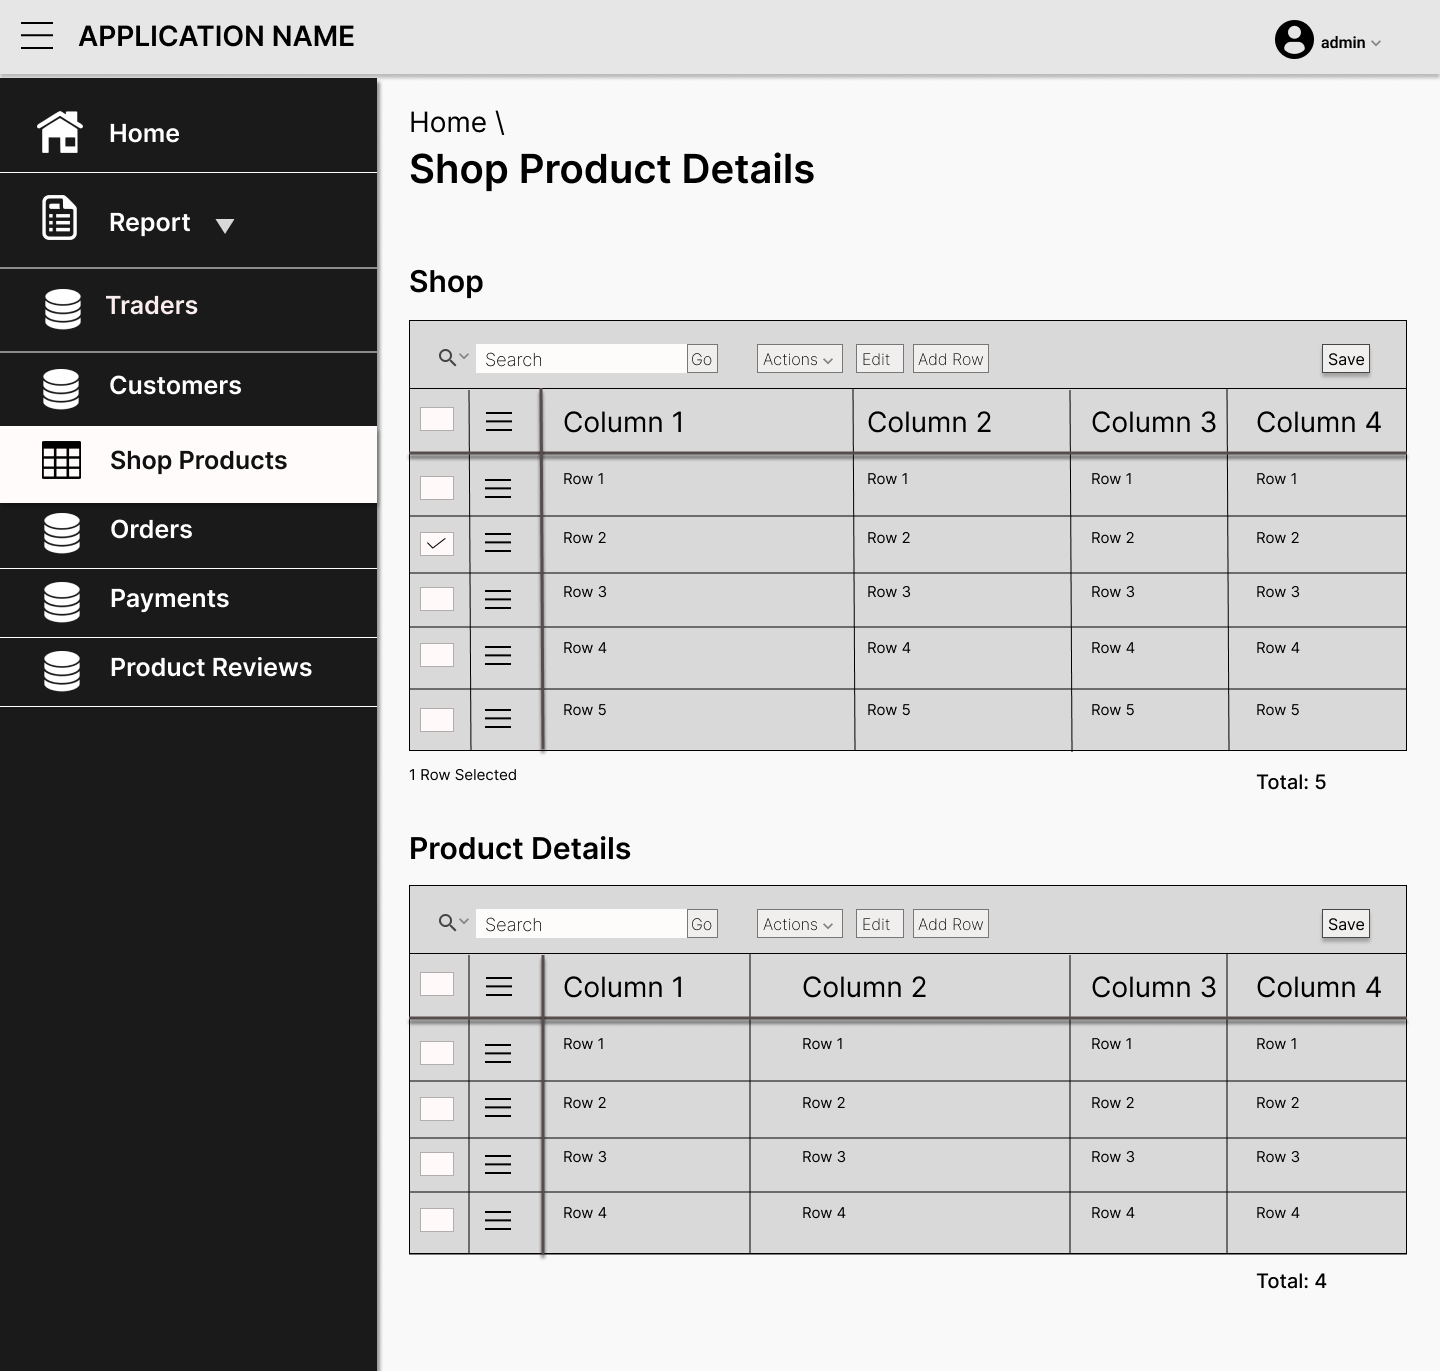 APPLICATION NAME
admin
Home
Report
Traders
Customers
Shop Products
Orders
Payments
Product Reviews
Home \
Shop Product Details
Shop
Search Go Actions Edit Add Row Save
Column 1 Column 2 Column 3 Column 4
Row 1 Row 1 Row 1 Row 1
Row 2 Row 2 Row 2 Row 2
Row 3 Row 3 Row 3 Row 3
Row 4 Row 4 Row 4 Row 4
Row 5 Row 5 Row 5 Row 5
1 Row Selected
Total: 5
Product Details
Search Go Actions Edit Add Row Save
Column 1 Column 2 Column 3 Column 4
Row 1 Row 1 Row 1 Row 1
Row 2 Row 2 Row 2 Row 2
Row 3 Row 3 Row 3 Row 3
Row 4 Row 4 Row 4 Row 4
Total: 4